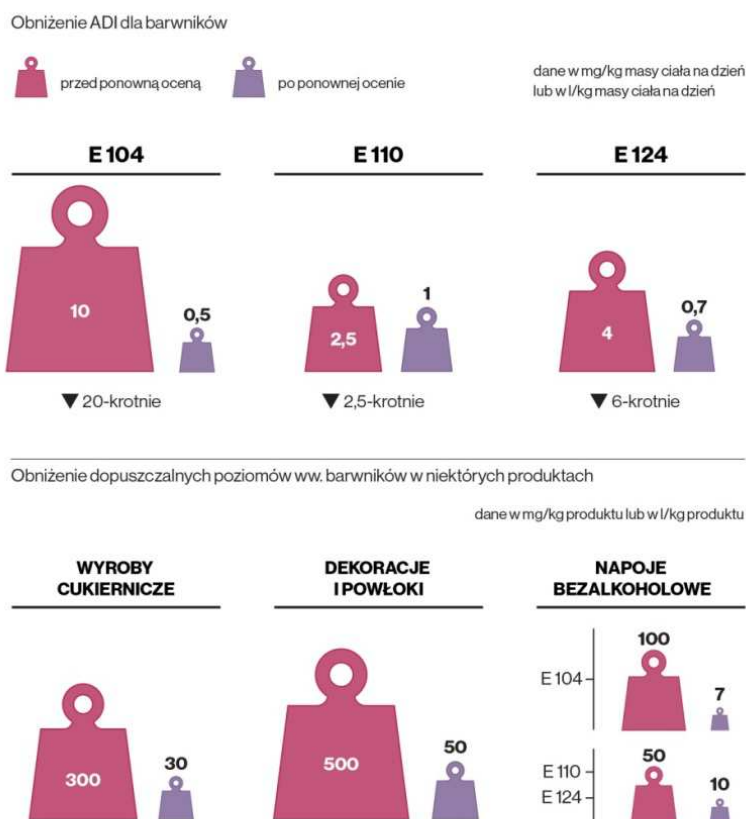 Obniżenie ADI dla barwników
przed ponowną oceną
po ponownej ocenie
dane w mg/kg masy ciała na dzień
lub w l/kg masy ciała na dzień
E 104
10
0,5
▼ 20-krotnie
E 110
2,5
1
▼ 2,5-krotnie
E 124
4
0,7
▼ 6-krotnie
Obniżenie dopuszczalnych poziomów ww. barwników w niektórych produktach
dane w mg/kg produktu lub w l/kg produktu
WYROBY
CUKIERNICZE
300
30
DEKORACJE
I POWŁOKI
500
50
NAPOJE
BEZALKOHOLOWE
E 104
100
7
E 110
E 124
50
10